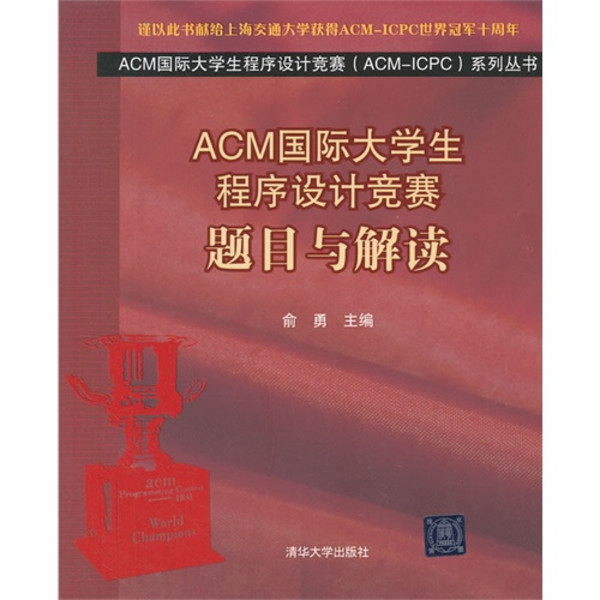 谨以此书献给上海交通大学获得ACM-ICPC世界冠军十周年
ACM国际大学生程序设计竞赛（ACM-ICPC）系列丛书
ACM国际大学生
程序设计竞赛
题目与解读
俞 勇 主编
acm
Programming Contest
World
Champions
清华大学出版社